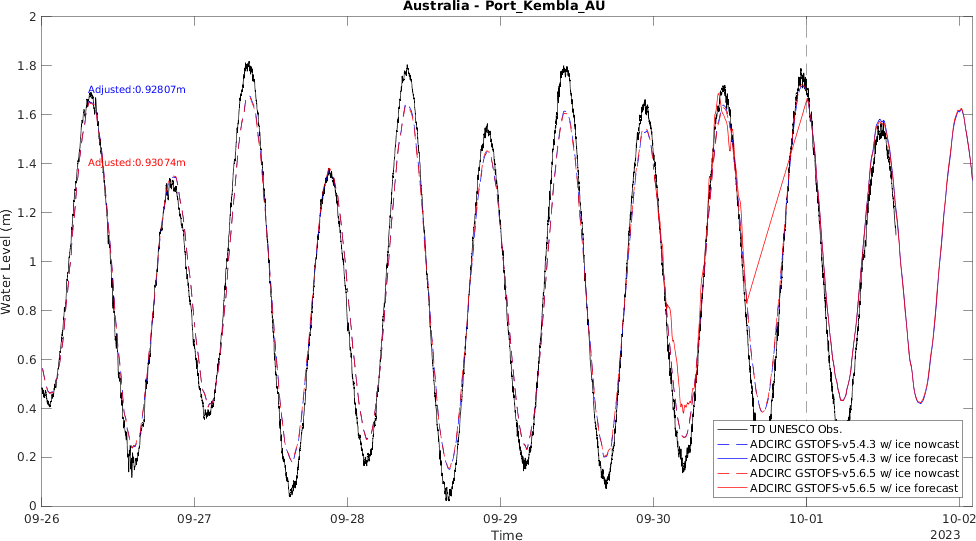 Australia - Port_Kembla_AU
2
1.8
1.6
1.4
1.2
1
0.8
0.6
0.4
0.2
0
Water Level (m)
Adjusted:0.92807m
Adjusted:0.93074m
TD UNESCO Obs.
ADCIRC GSTOFS-v5.4.3 w/ ice nowcast
ADCIRC GSTOFS-v5.4.3 w/ ice forecast
ADCIRC GSTOFS-v5.6.5 w/ ice nowcast
ADCIRC GSTOFS-v5.6.5 w/ ice forecast
09-26 09-27 09-28 09-29 09-30 10-01 10-02
Time
2023